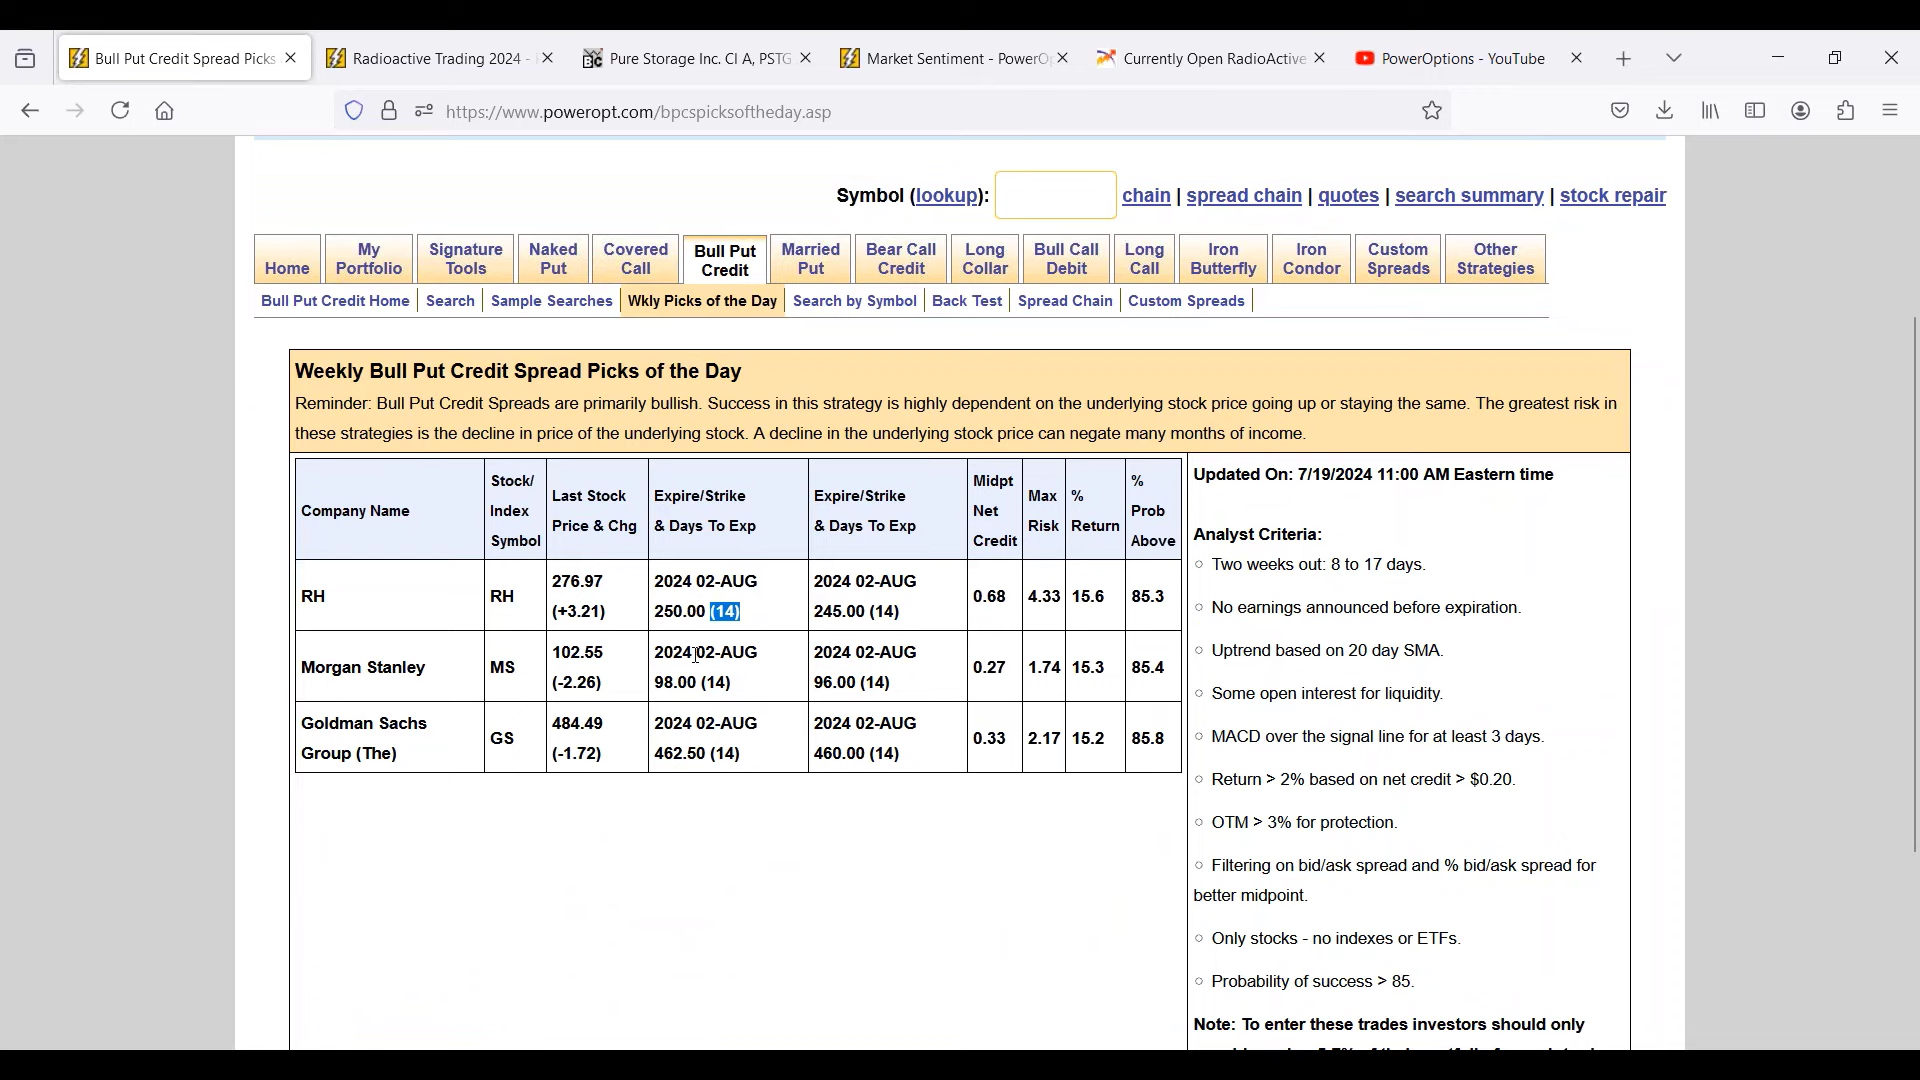 Bull Put Credit Spread Picks
Radioactive Trading 2024 -
Pure Storage Inc. Cl A, PSTG
Market Sentiment - PowerO
Currently Open RadioActive
PowerOptions - YouTube
https://www.poweropt.com/bpcspicksoftheday.asp
Symbol (lookup): chain | spread chain | quotes | search summary | stock repair
Home
My
Portfolio
Signature
Tools
Naked
Put
Covered
Call
Bull Put
Credit
Married
Put
Bear Call
Credit
Long
Collar
Bull Call
Debit
Long
Call
Iron
Butterfly
Iron
Condor
Custom
Spreads
Other
Strategies
Bull Put Credit Home | Search | Sample Searches | Wkly Picks of the Day | Search by Symbol | Back Test | Spread Chain | Custom Spreads |
Weekly Bull Put Credit Spread Picks of the Day
Reminder: Bull Put Credit Spreads are primarily bullish. Success in this strategy is highly dependent on the underlying stock price going up or staying the same. The greatest risk in
these strategies is the decline in price of the underlying stock. A decline in the underlying stock price can negate many months of income.
Company Name
Stock/
Index
Symbol
Last Stock
Price & Chg
Expire/Strike
& Days To Exp
Expire/Strike
& Days To Exp
Midpt
Net
Credit
Max
Risk
%
Return
%
Prob
Above
RH
RH
276.97
(+3.21)
2024 02-AUG
250.00 (14)
2024 02-AUG
245.00 (14)
0.68
4.33
15.6
85.3
Morgan Stanley
MS
102.55
(-2.26)
2024 02-AUG
98.00 (14)
2024 02-AUG
96.00 (14)
0.27
1.74
15.3
85.4
Goldman Sachs
Group (The)
GS
484.49
(-1.72)
2024 02-AUG
462.50 (14)
2024 02-AUG
460.00 (14)
0.33
2.17
15.2
85.8
Updated On: 7/19/2024 11:00 AM Eastern time
Analyst Criteria:
Two weeks out: 8 to 17 days.
No earnings announced before expiration.
Uptrend based on 20 day SMA.
Some open interest for liquidity.
MACD over the signal line for at least 3 days.
Return > 2% based on net credit > $0.20.
OTM > 3% for protection.
Filtering on bid/ask spread and % bid/ask spread for
better midpoint.
Only stocks - no indexes or ETFs.
Probability of success > 85.
Note: To enter these trades investors should only